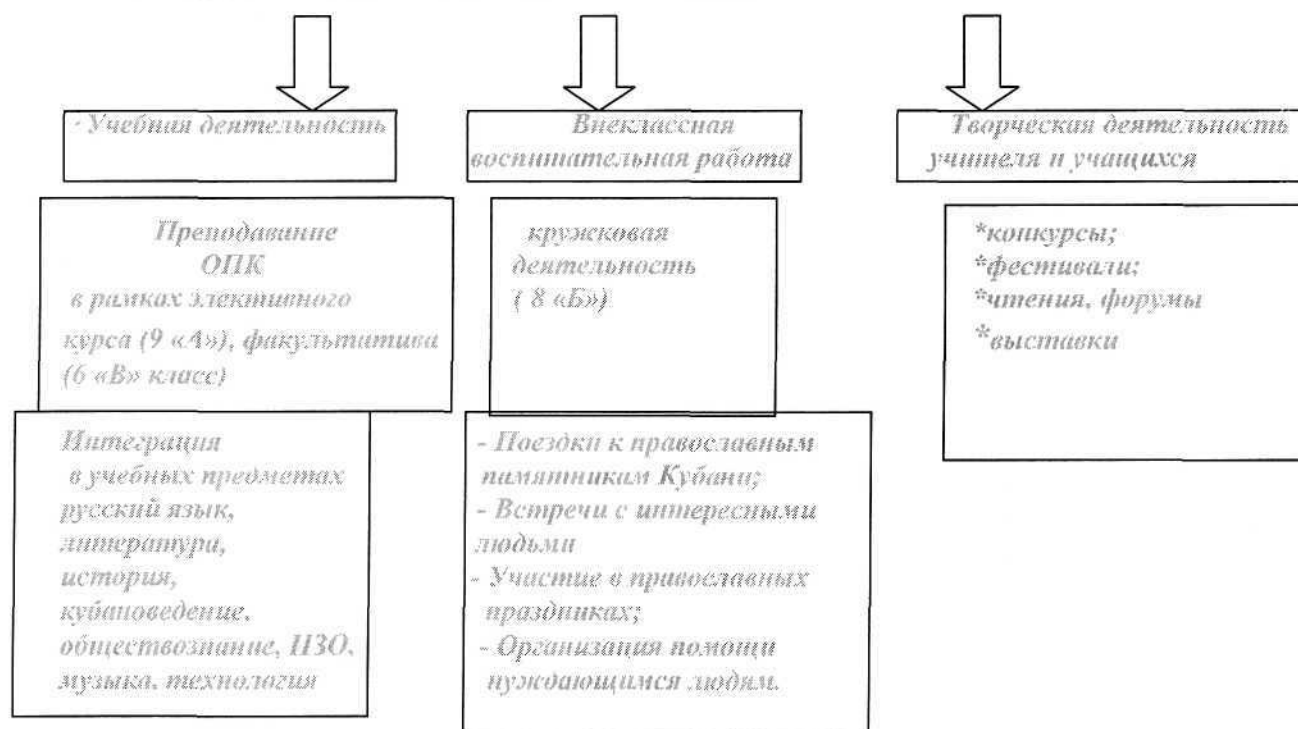 · Учебная деятельность
Внеклассная
воспитательная работа
Творческая деятельность
учителя и учащихся
Преподавние
ОПК
в рамках элективного
курса (9 «А»), факультатива
(6 «В» класс)
кружковая
деятельность
( 8 «Б»)
*конкурсы;
*фестивали;
*чтения, форумы
*выставки
Интеграция
в учебных предметах
русский язык,
литература,
история,
кубановедение,
обществознание, ИЗО,
музыка, технология
- Поездки к православным
памятникам Кубани;
- Встречи с интересными
людьми
- Участие в православных
праздниках;
- Организация помощи
нуждающимся людям.